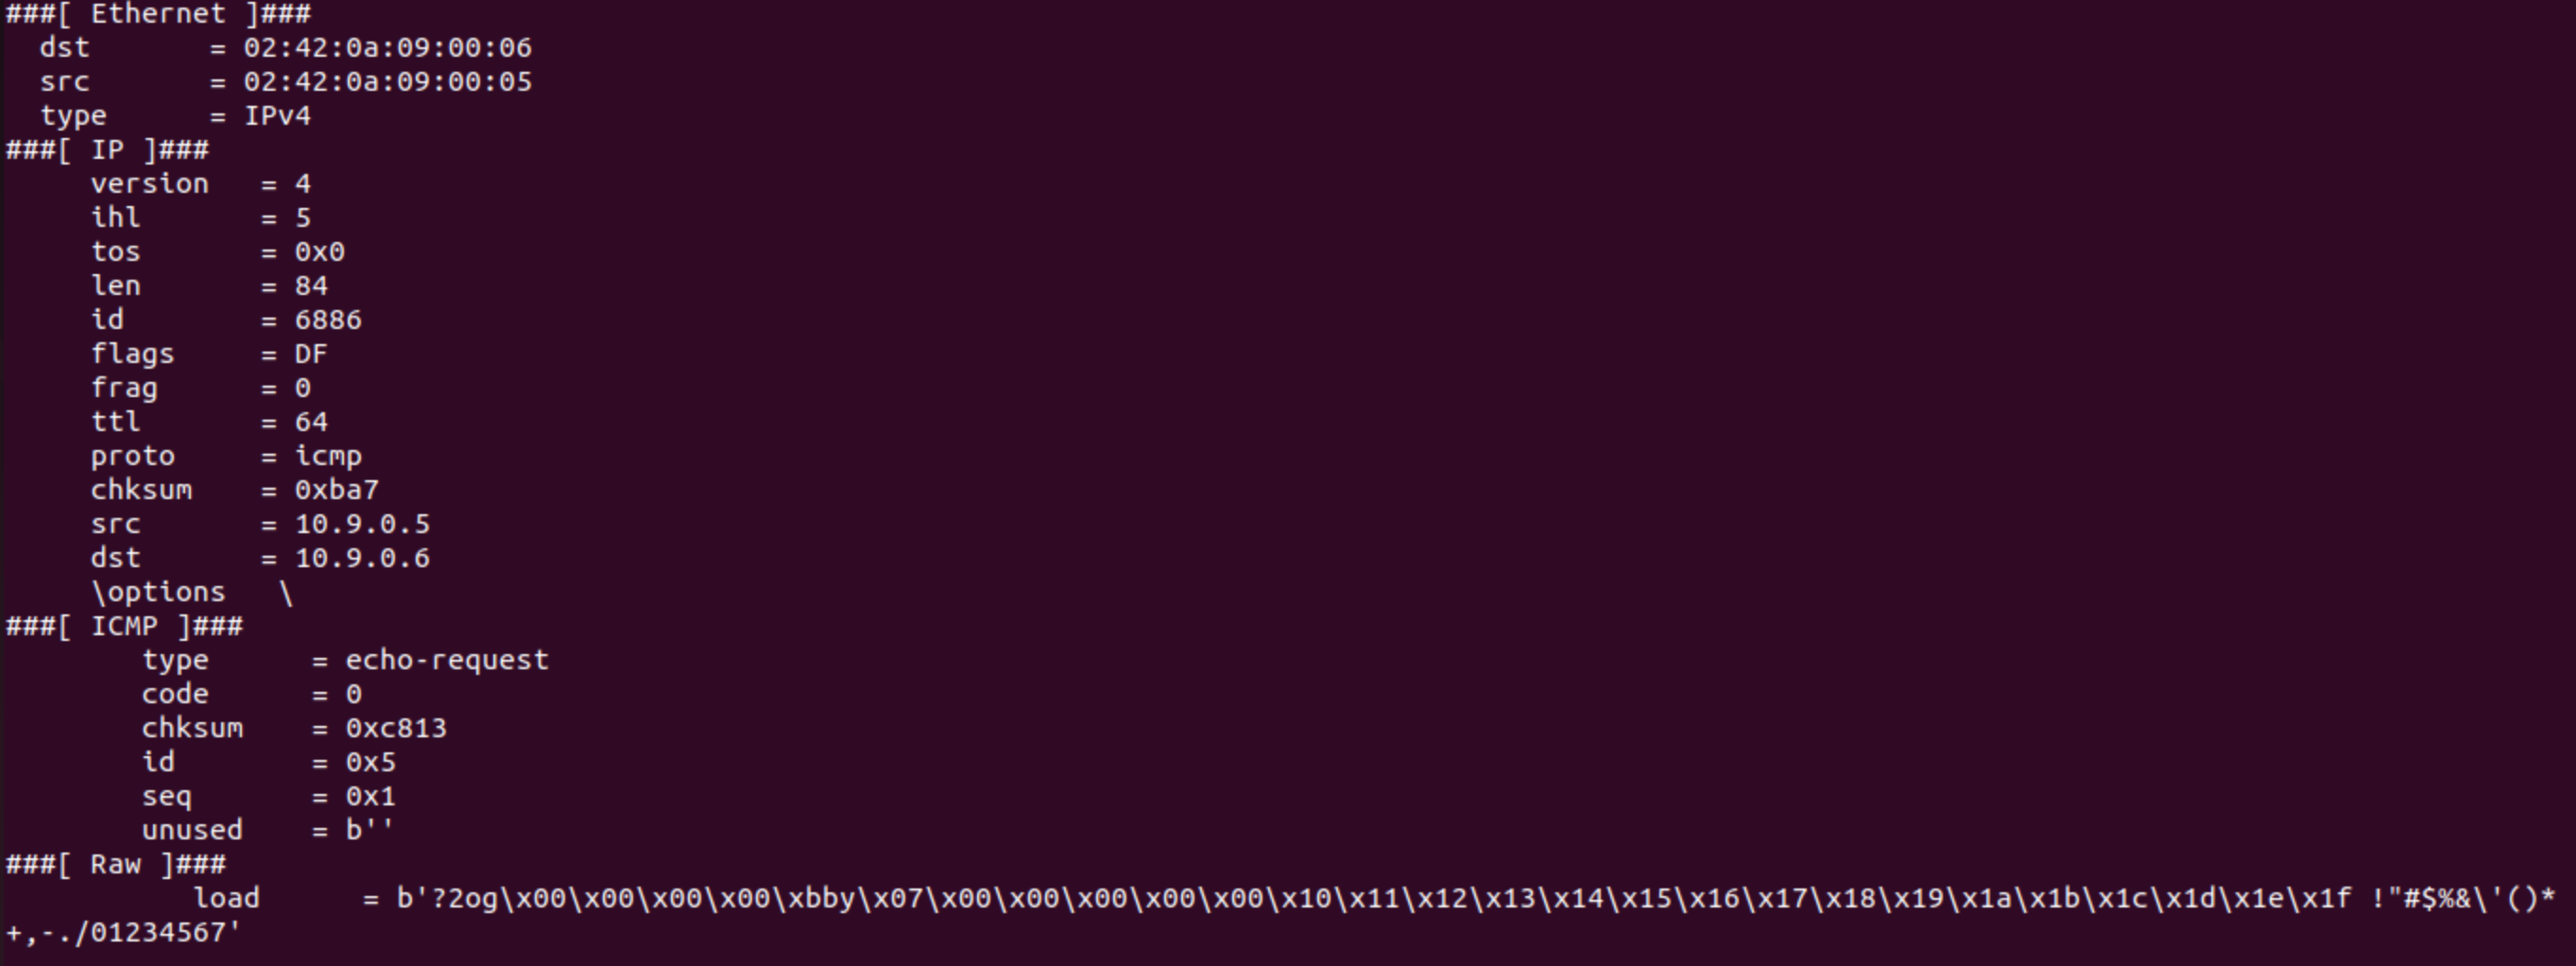 ###[ Ethernet ]###
  dst       = 02:42:0a:09:00:06
  src       = 02:42:0a:09:00:05
  type      = IPv4
###[ IP ]###
     version   = 4
     ihl       = 5
     tos       = 0x0
     len       = 84
     id        = 6886
     flags     = DF
     frag      = 0
     ttl       = 64
     proto     = icmp
     chksum    = 0xba7
     src       = 10.9.0.5
     dst       = 10.9.0.6
     \options   \
###[ ICMP ]###
        type      = echo-request
        code      = 0
        chksum    = 0xc813
        id        = 0x5
        seq       = 0x1
        unused    = b''
###[ Raw ]###
           load      = b'?2og\x00\x00\x00\x00\xbby\x07\x00\x00\x00\x00\x00\x10\x11\x12\x13\x14\x15\x16\x17\x18\x19\x1a\x1b\x1c\x1d\x1e\x1f !"#$%&\'()*
+,-./01234567'